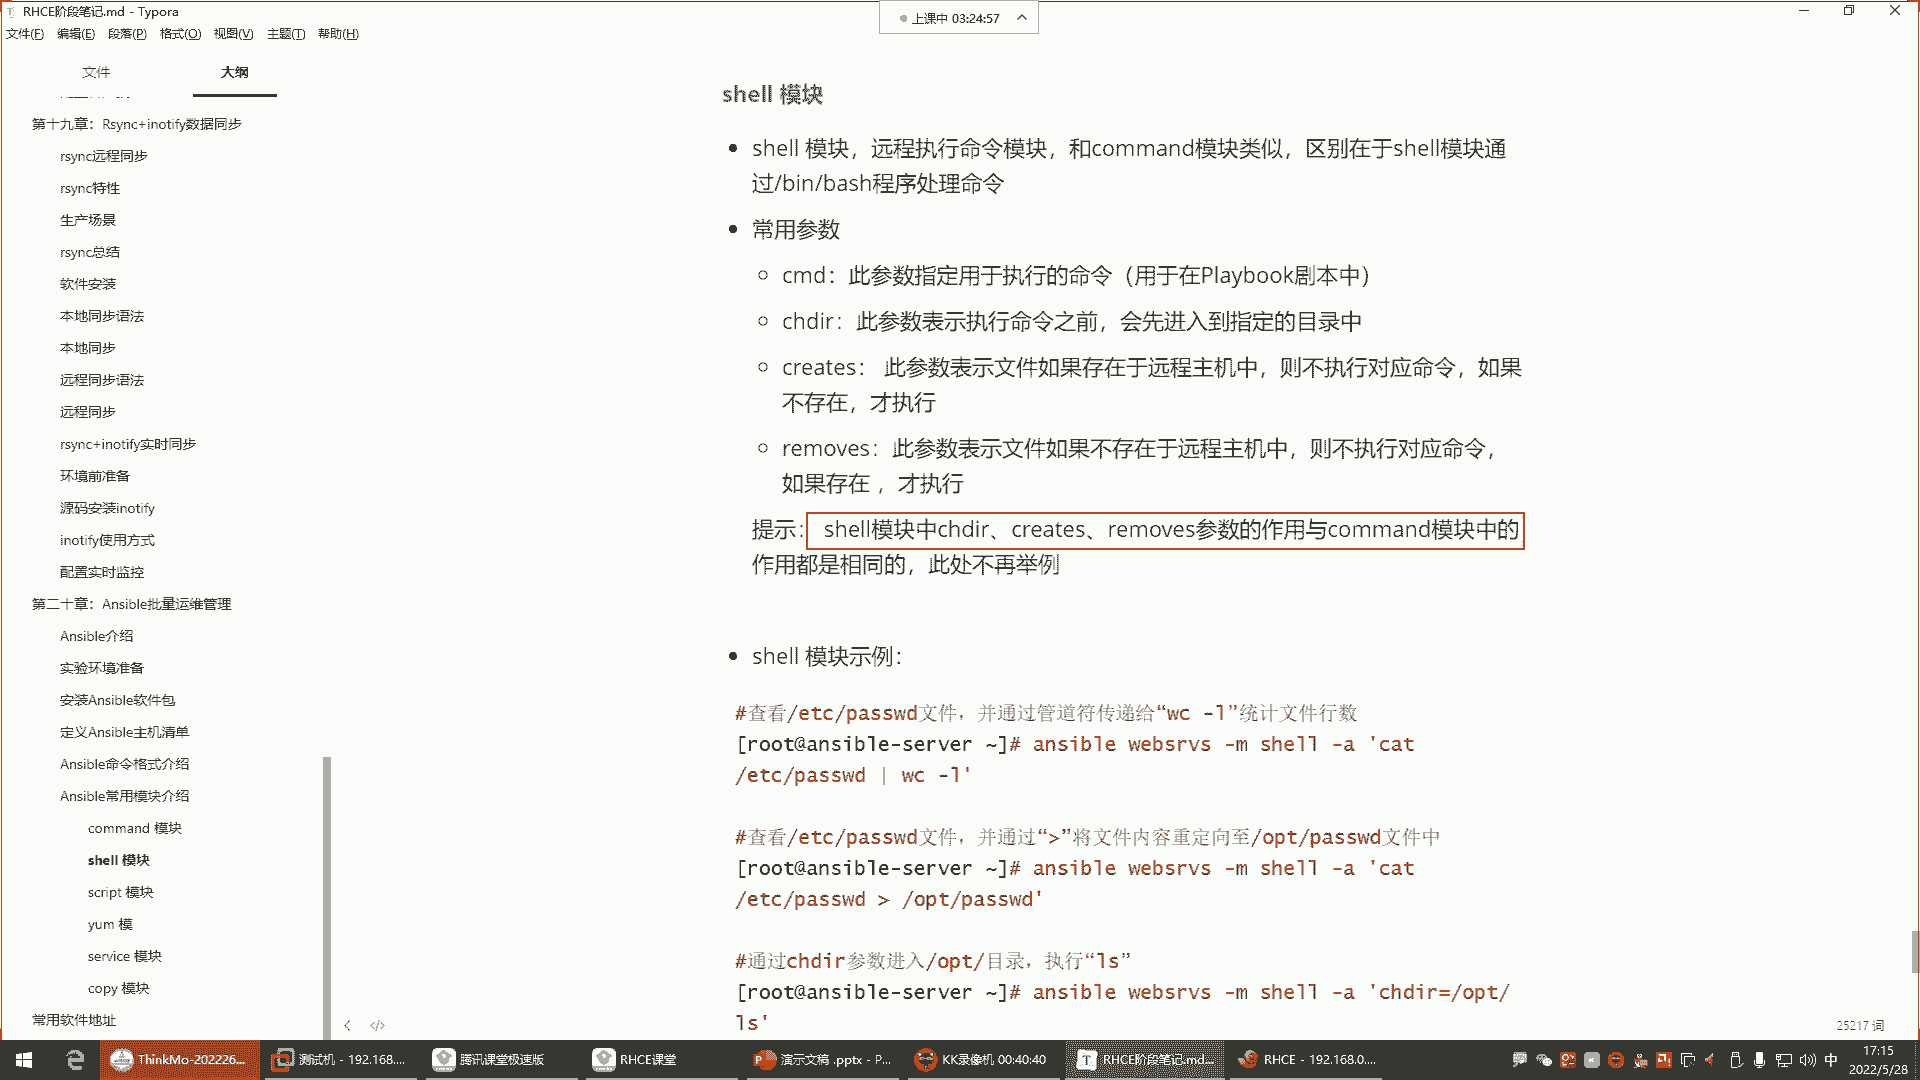 RHCE阶段笔记.md - Typora
上课中 03:24:57
文件(F) 编辑(E) 段落(P) 格式(O) 视图(V) 主题(T) 帮助(H)
文件 大纲
第十九章：Rsync+inotify数据同步
rsync远程同步
rsync特性
生产场景
rsync总结
软件安装
本地同步语法
本地同步
远程同步语法
远程同步
rsync+inotify实时同步
环境前准备
源码安装inotify
inotify使用方式
配置实时监控
第二十章：Ansible批量运维管理
Ansible介绍
实验环境准备
安装Ansible软件包
定义Ansible主机清单
Ansible命令格式介绍
Ansible常用模块介绍
command 模块
shell 模块
script 模块
yum 模
service 模块
copy 模块
常用软件地址
shell 模块
shell 模块，远程执行命令模块，和command模块类似，区别在于shell模块通
过/bin/bash程序处理命令
常用参数
cmd：此参数指定用于执行的命令（用于在Playbook剧本中）
chdir：此参数表示执行命令之前，会先进入到指定的目录中
creates： 此参数表示文件如果存在于远程主机中，则不执行对应命令，如果
不存在，才执行
removes：此参数表示文件如果不存在于远程主机中，则不执行对应命令，
如果存在 ，才执行
提示： shell模块中chdir、creates、removes参数的作用与command模块中的
作用都是相同的，此处不再举例
shell 模块示例：
#查看/etc/passwd文件，并通过管道符传递给“wc -l”统计文件行数
[root@ansible-server ~]# ansible websrvs -m shell -a 'cat
/etc/passwd | wc -l'
#查看/etc/passwd文件，并通过“>”将文件内容重定向至/opt/passwd文件中
[root@ansible-server ~]# ansible websrvs -m shell -a 'cat
/etc/passwd > /opt/passwd'
#通过chdir参数进入/opt/目录，执行“ls”
[root@ansible-server ~]# ansible websrvs -m shell -a 'chdir=/opt/
ls'
25217 词
ThinkMo-202226... 测试机 - 192.168.... 腾讯课堂极速版 RHCE课堂 演示文稿 .pptx - P... KK录像机 00:40:40 RHCE阶段笔记.md... RHCE - 192.168.0.... 中 17:15
2022/5/28